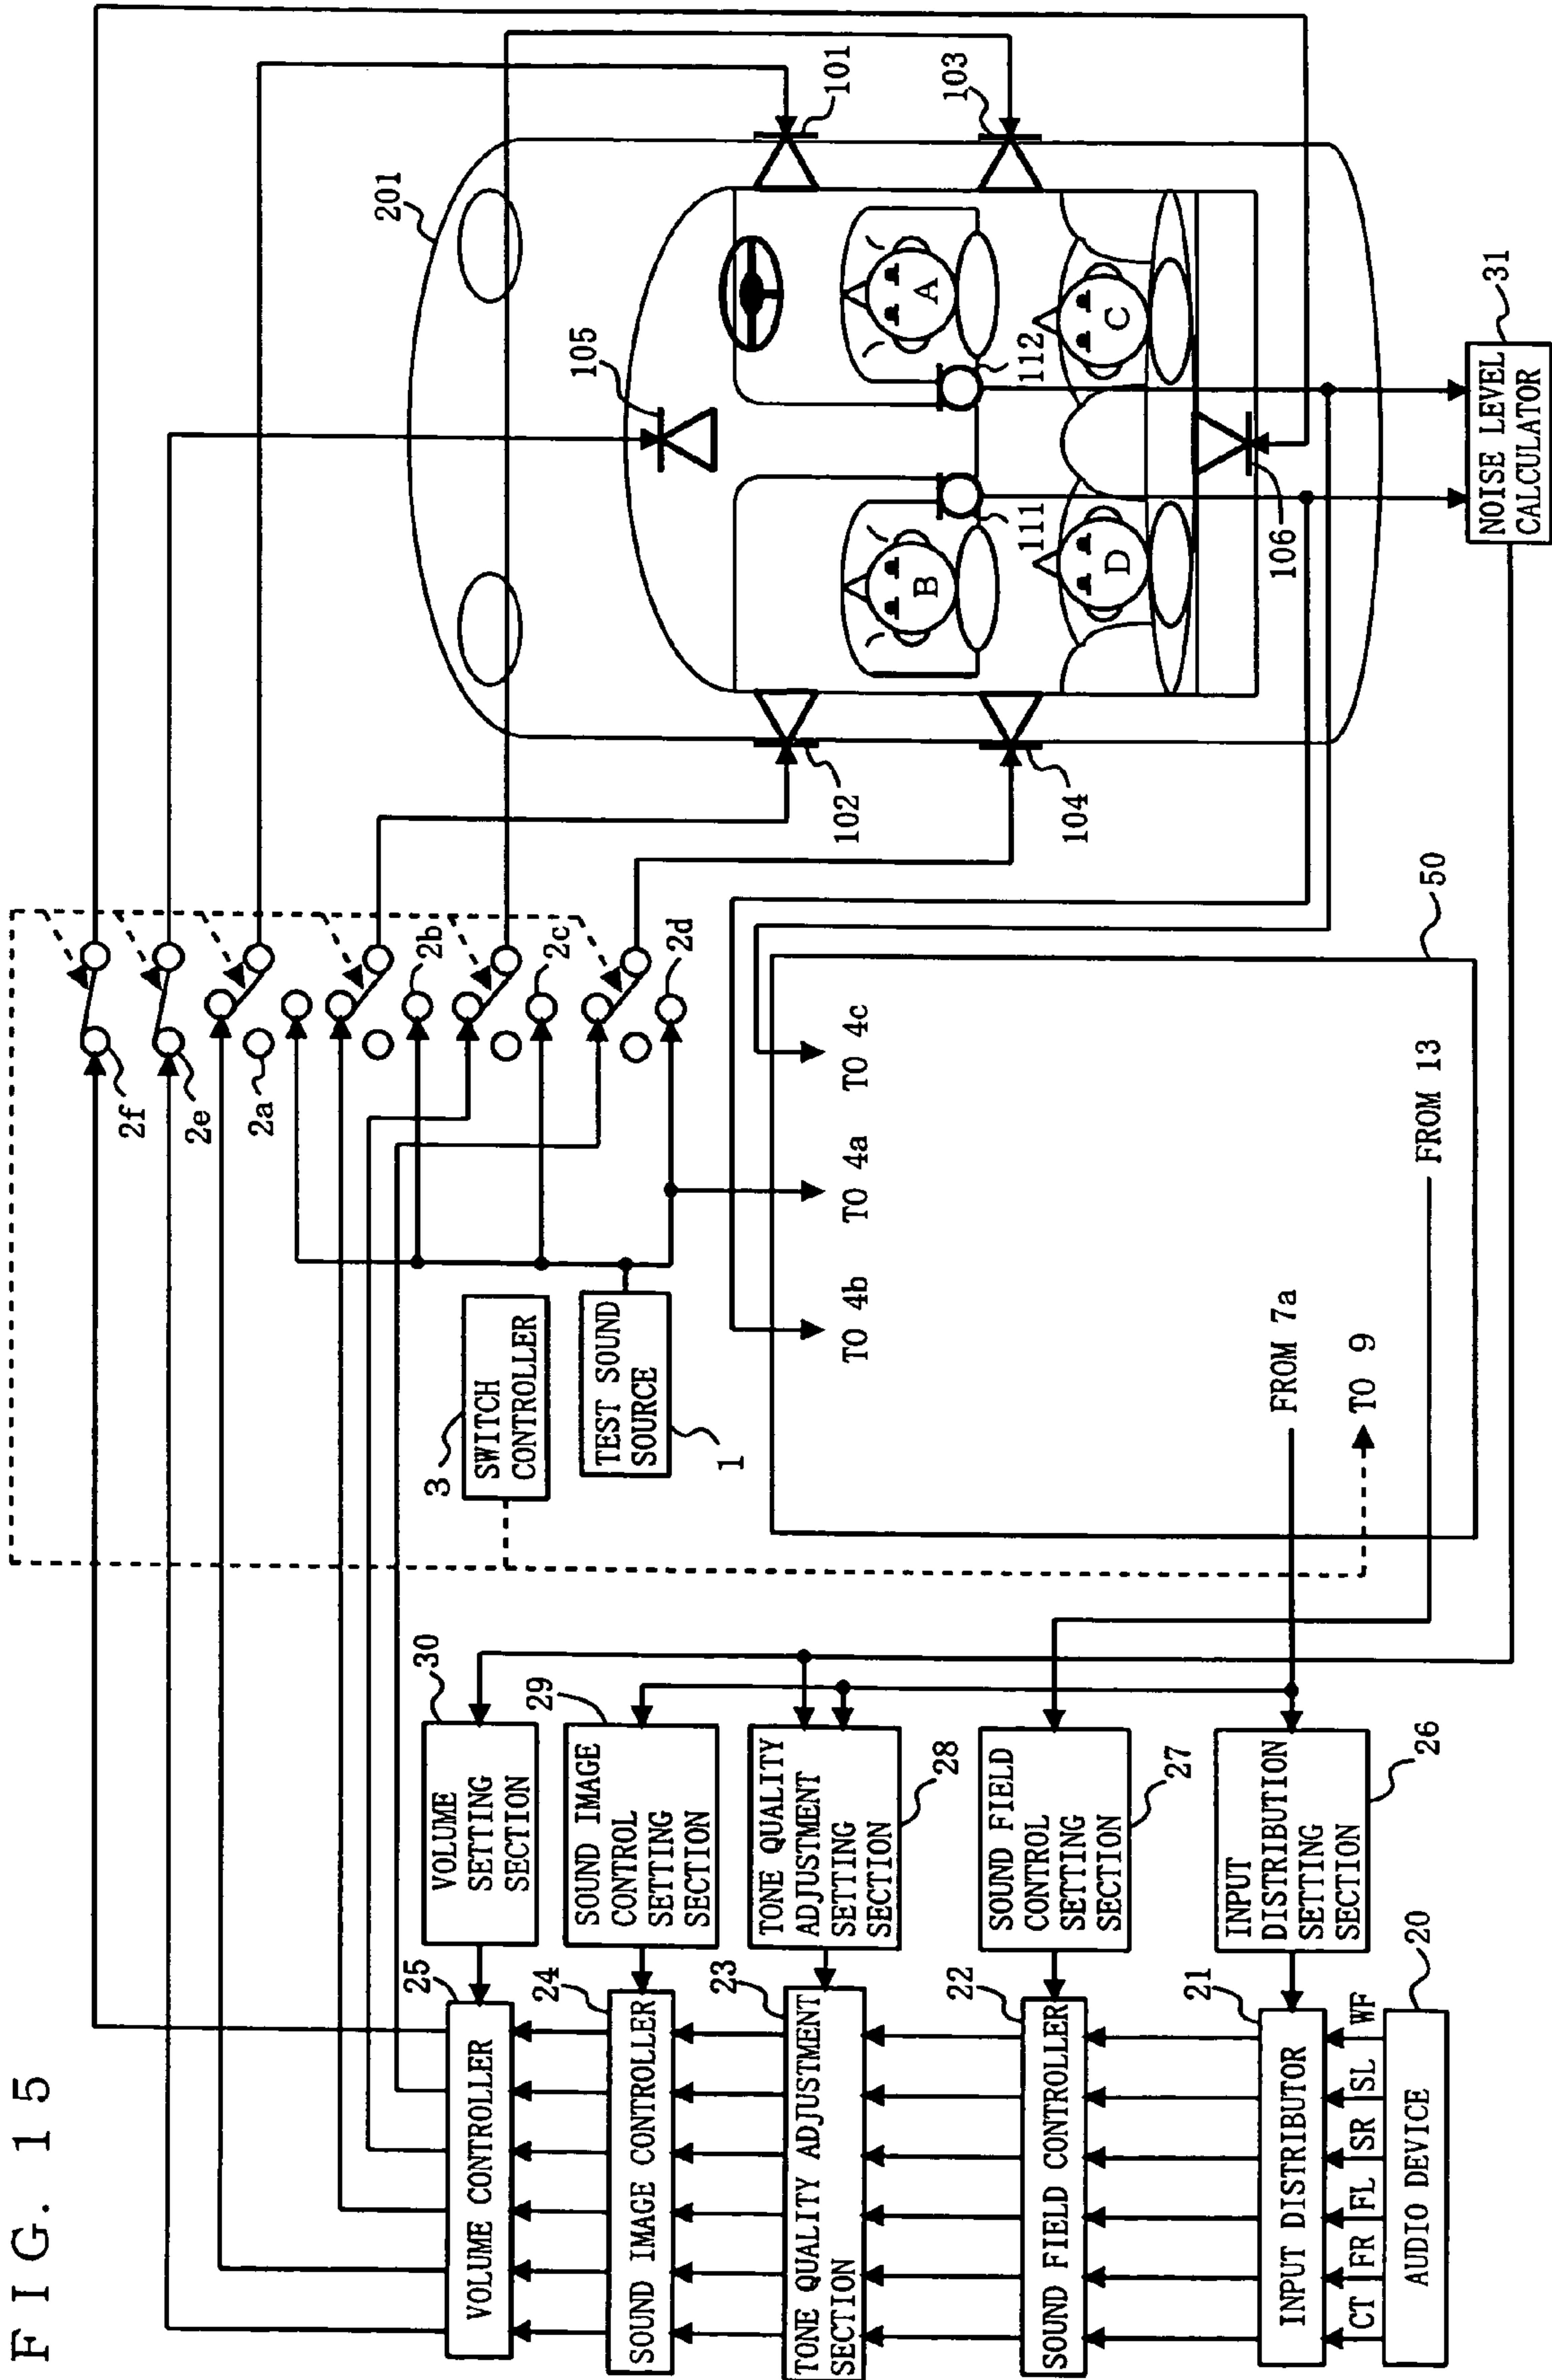 FIG. 15
201
105
101
103
A
B
C
D
112
111
106
102
104
NOISE LEVEL
CALCULATOR
31
2f
2e
2a
2b
2c
2d
3
SWITCH
CONTROLLER
TEST SOUND
SOURCE
1
50
TO 4b
TO 4a
TO 4c
FROM 7a
TO 9
FROM 13
30
VOLUME
SETTING
SECTION
29
SOUND IMAGE
CONTROL
SETTING
SECTION
TONE QUALITY
ADJUSTMENT
SETTING
SECTION
28
SOUND FIELD
CONTROL
SETTING
SECTION
27
INPUT
DISTRIBUTION
SETTING
SECTION
26
25
VOLUME CONTROLLER
24
SOUND IMAGE CONTROLLER
23
TONE QUALITY ADJUSTMENT
SECTION
22
SOUND FIELD CONTROLLER
21
INPUT DISTRIBUTOR
CT FR FL SR SL WF
AUDIO DEVICE
20